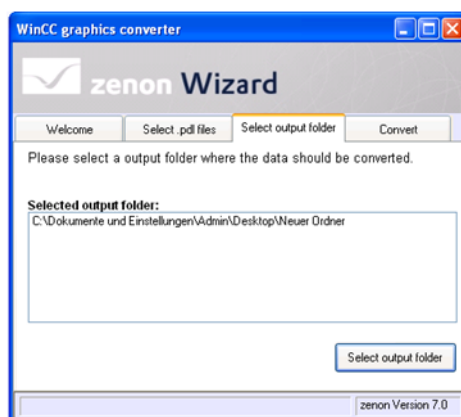 WinCC graphics converter
zenon Wizard
Welcome
Select .pdl files
Select output folder
Convert
Please select a output folder where the data should be converted.
Selected output folder:
C:\Dokumente und Einstellungen\Admin\Desktop\Neuer Ordner
Select output folder
zenon Version 7.0